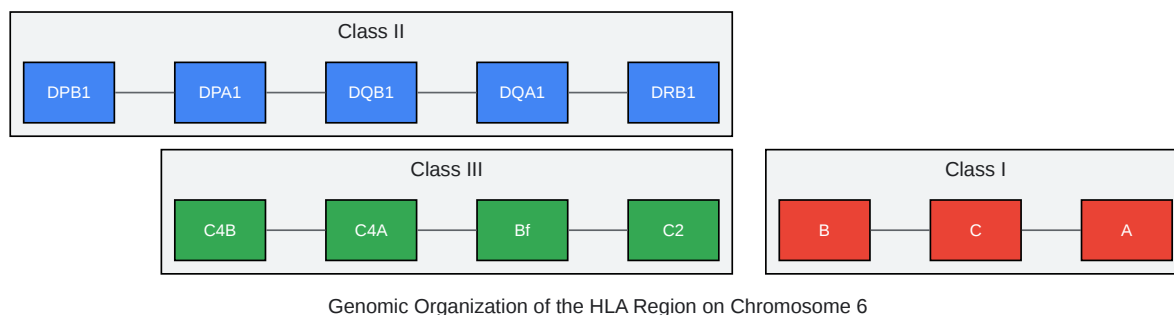 Class II
DPB1 DPA1 DQB1 DQA1 DRB1
Class III
C4B C4A Bf C2
Class I
B C A
Genomic Organization of the HLA Region on Chromosome 6